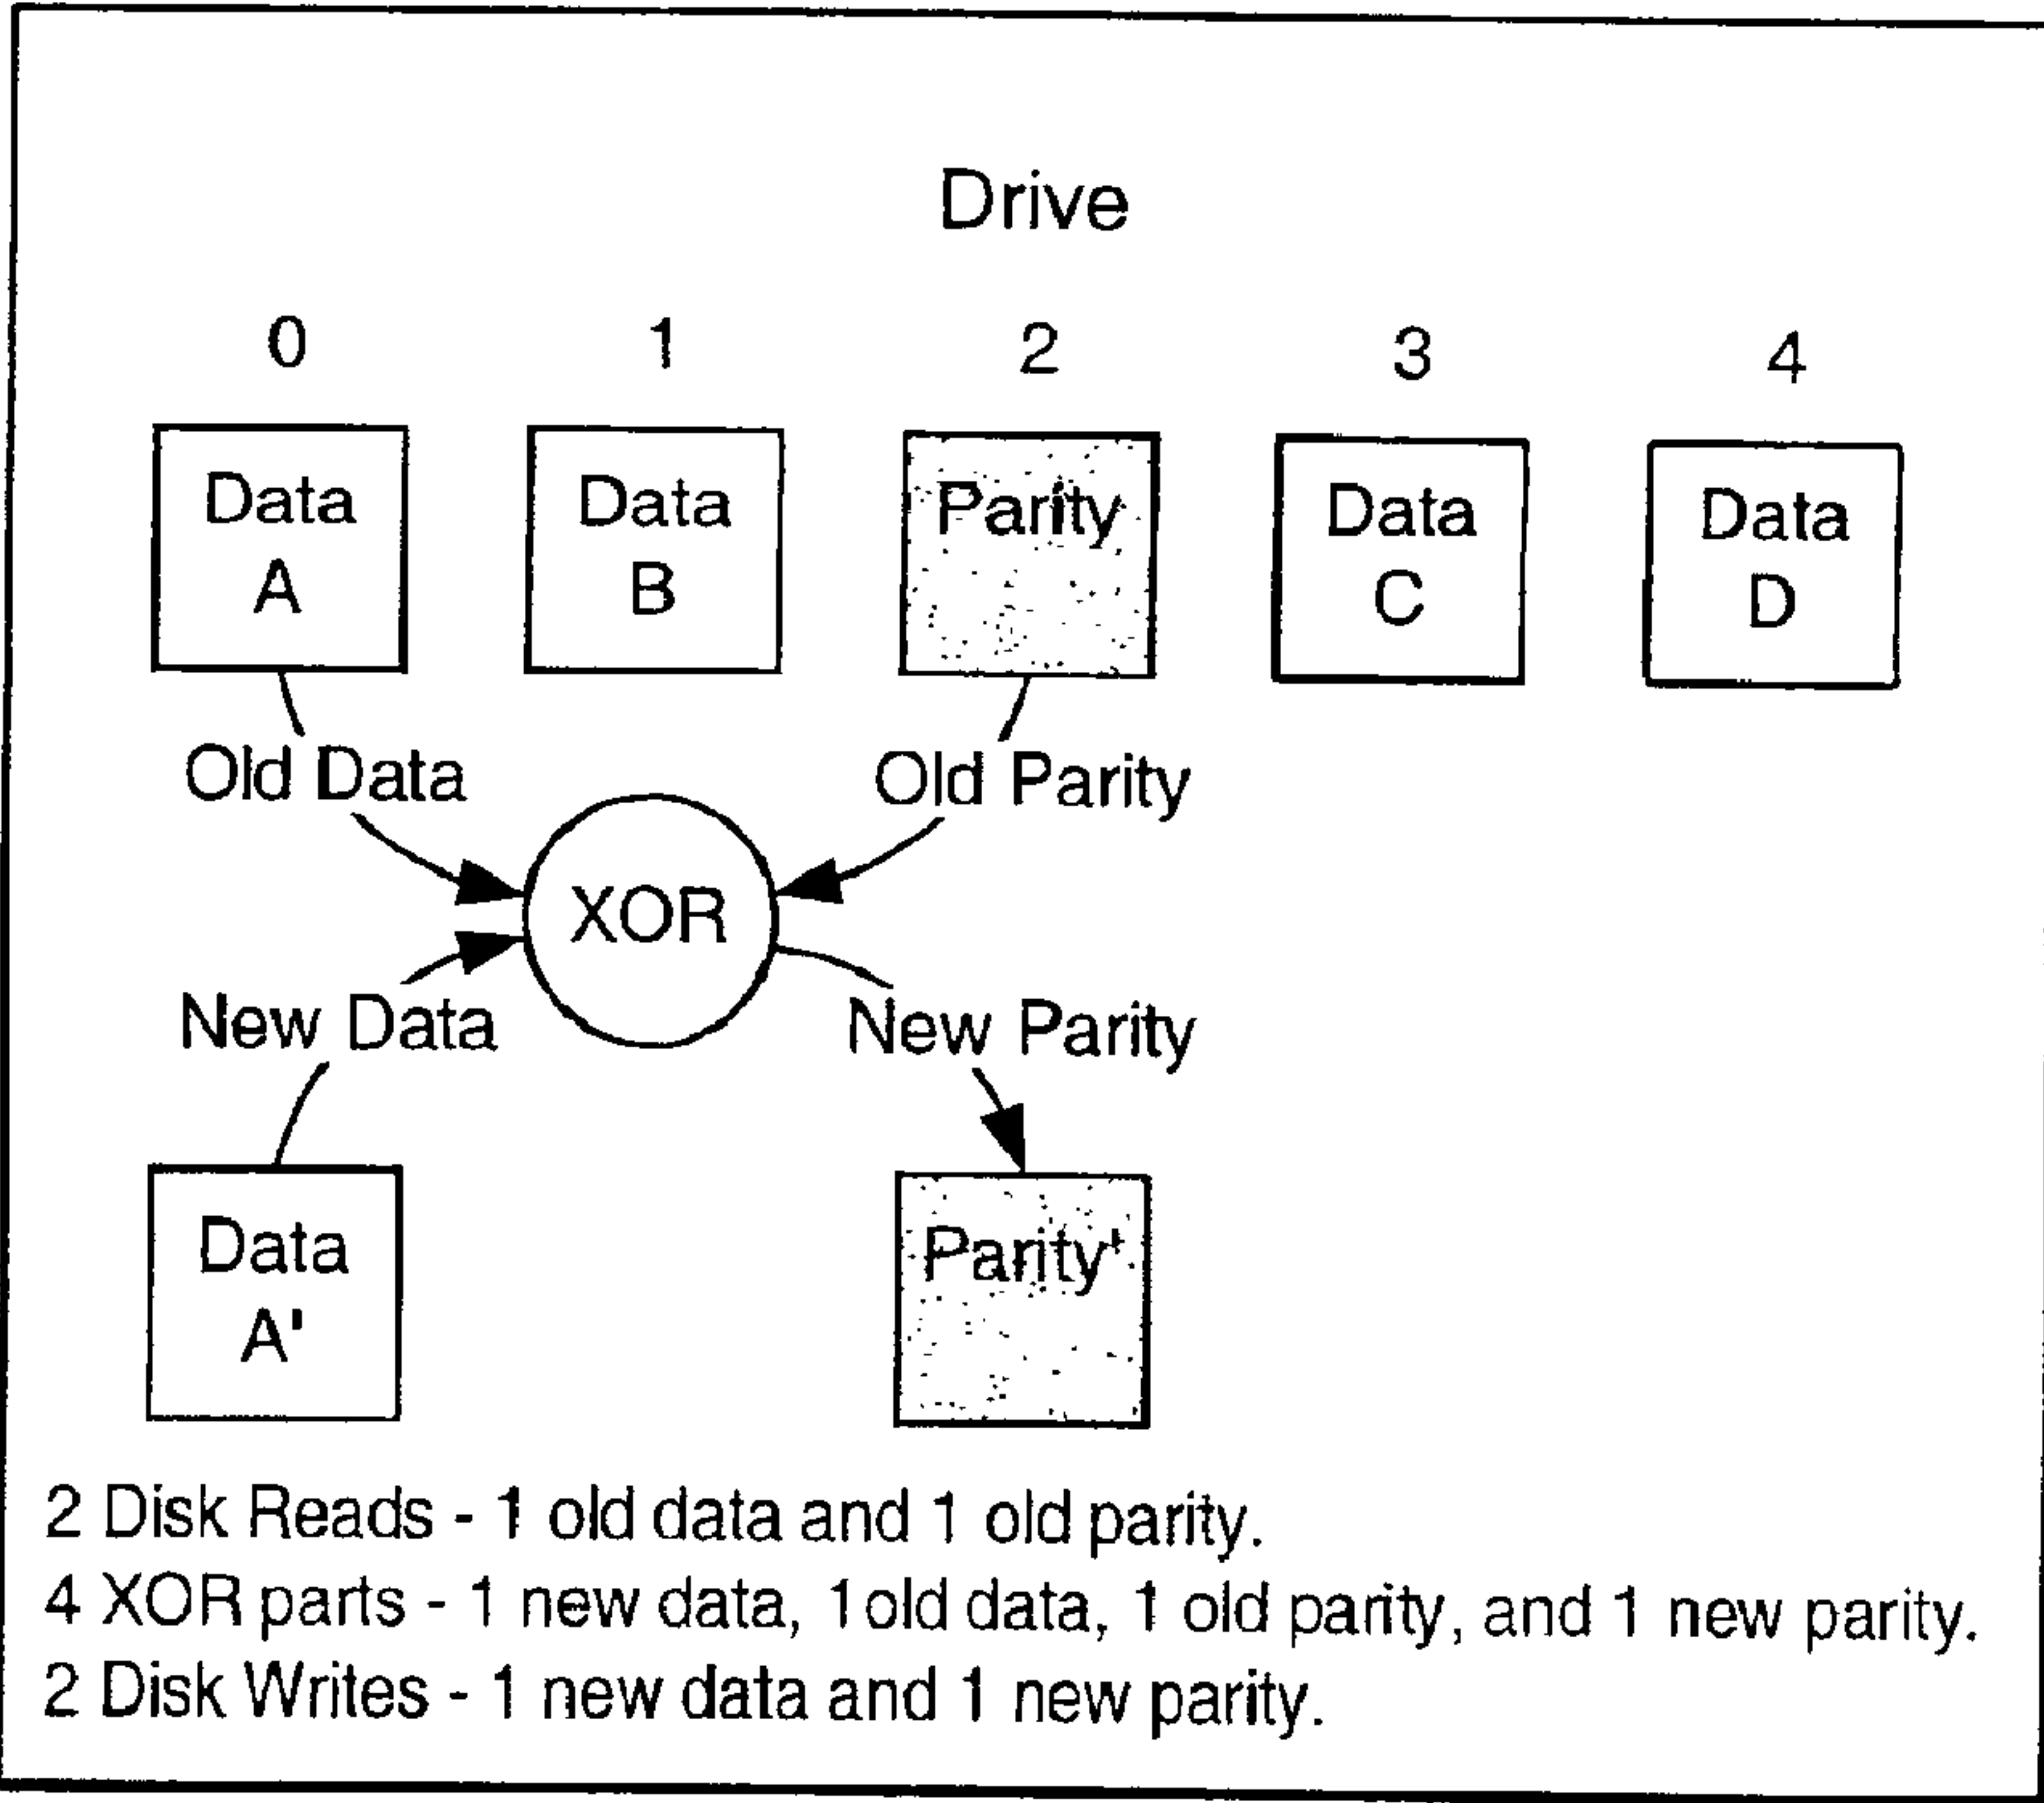 Drive
0 1 2 3 4
Data A
Data B
Parity
Data C
Data D
Old Data
Old Parity
XOR
New Data
New Parity
Data A'
Parity'
2 Disk Reads - 1 old data and 1 old parity.
4 XOR parts - 1 new data, 1 old data, 1 old parity, and 1 new parity.
2 Disk Writes - 1 new data and 1 new parity.